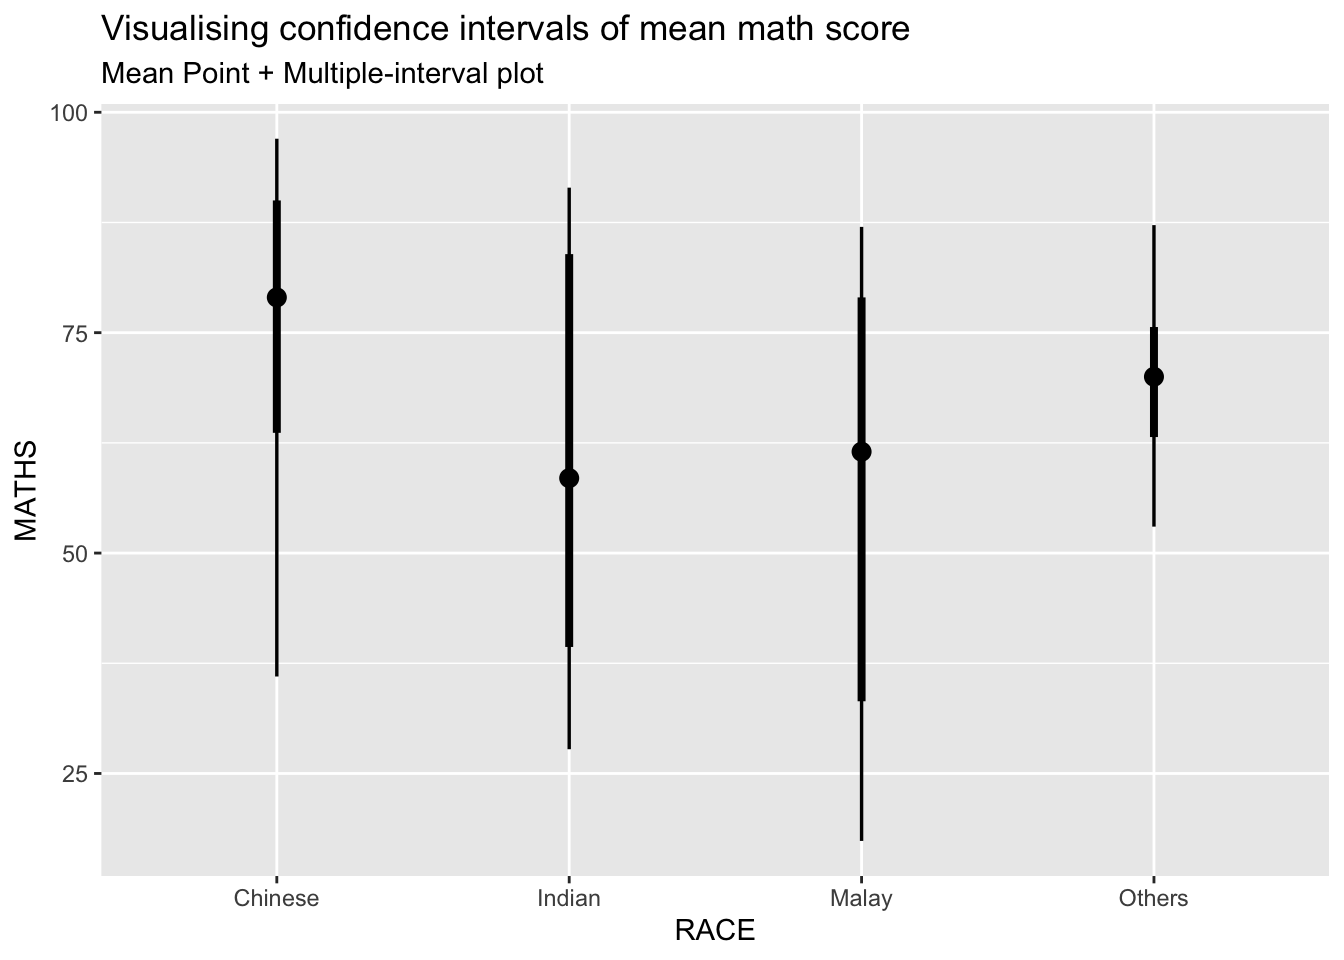 Visualising confidence intervals of mean math score
Mean Point + Multiple-interval plot
100
75
50
25
MATHS
Chinese Indian Malay Others
RACE